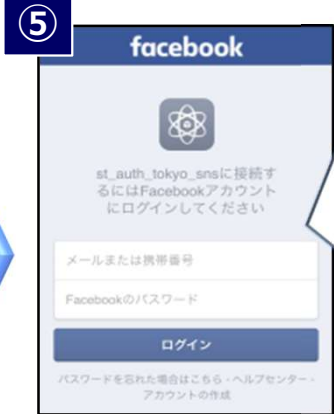 ⑤
facebook
st_auth_tokyo_snsに接続す
るにはFacebookアカウント
にログインしてください
メールまたは携帯番号
Facebookのパスワード
ログイン
パスワードを忘れた場合はこちら・ヘルプセンター・
アカウントの作成